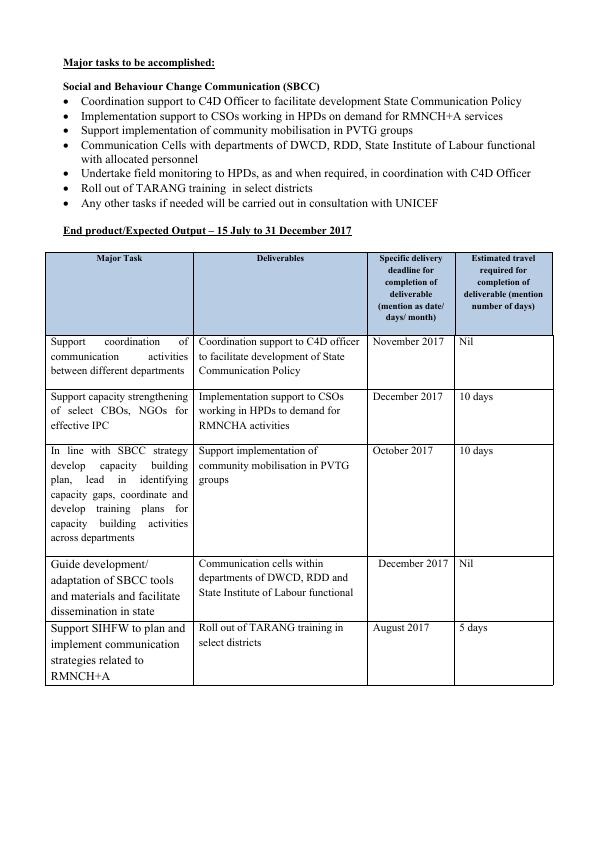 Major tasks to be accomplished:
Social and Behaviour Change Communication (SBCC)
• Coordination support to C4D Officer to facilitate development State Communication Policy
• Implementation support to CSOs working in HPDs on demand for RMNCH+A services
• Support implementation of community mobilisation in PVTG groups
• Communication Cells with departments of DWCD, RDD, State Institute of Labour functional
with allocated personnel
• Undertake field monitoring to HPDs, as and when required, in coordination with C4D Officer
• Roll out of TARANG training in select districts
• Any other tasks if needed will be carried out in consultation with UNICEF
End product/Expected Output – 15 July to 31 December 2017
Major Task
Deliverables
Specific delivery
deadline for
completion of
deliverable
(mention as date/
days/ month)
Estimated travel
required for
completion of
deliverable (mention
number of days)
Support coordination of
communication activities
between different departments
Coordination support to C4D officer
to facilitate development of State
Communication Policy
November 2017
Nil
Support capacity strengthening
of select CBOs, NGOs for
effective IPC
Implementation support to CSOs
working in HPDs to demand for
RMNCHA activities
December 2017
10 days
In line with SBCC strategy
develop capacity building
plan, lead in identifying
capacity gaps, coordinate and
develop training plans for
capacity building activities
across departments
Support implementation of
community mobilisation in PVTG
groups
October 2017
10 days
Guide development/
adaptation of SBCC tools
and materials and facilitate
dissemination in state
Communication cells within
departments of DWCD, RDD and
State Institute of Labour functional
December 2017
Nil
Support SIHFW to plan and
implement communication
strategies related to
RMNCH+A
Roll out of TARANG training in
select districts
August 2017
5 days